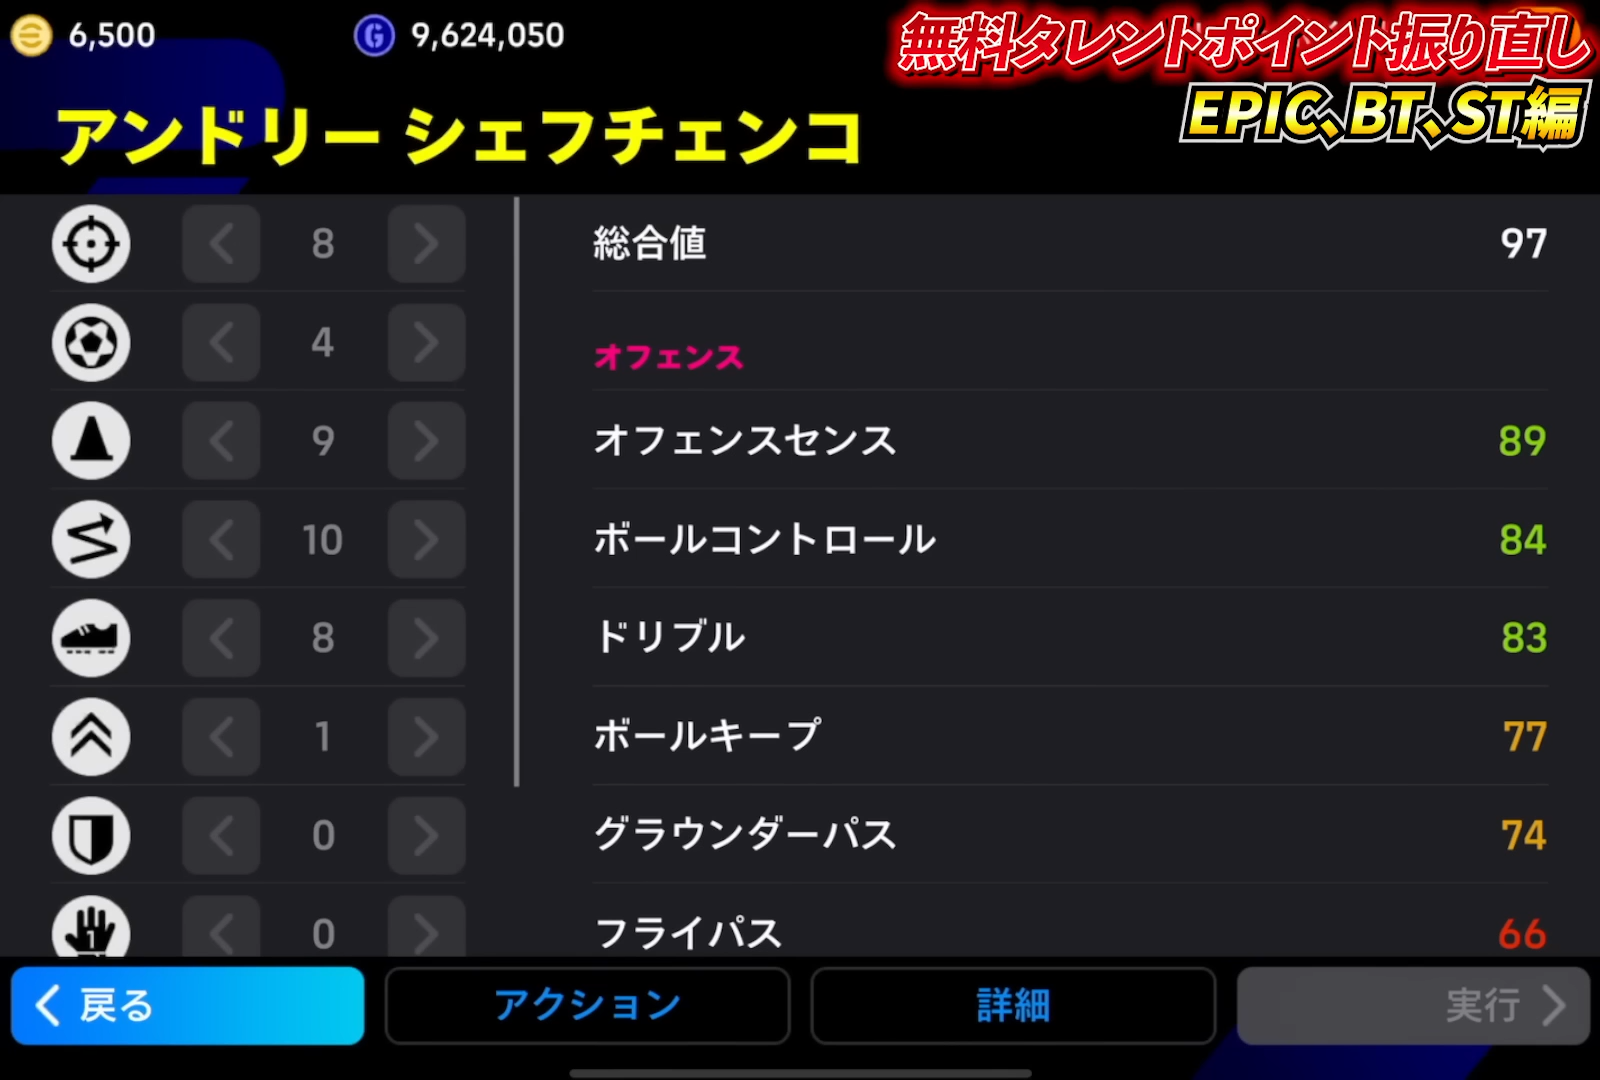 6,500
9,624,050
無料タレントポイント振り直し
EPIC、BT、ST編
アンドリー シェフチェンコ
8
総合値 97
4
オフェンス
9
オフェンスセンス 89
10
ボールコントロール 84
8
ドリブル 83
1
ボールキープ 77
0
グラウンダーパス 74
1
0
フライパス 66
戻る
アクション
詳細
実行